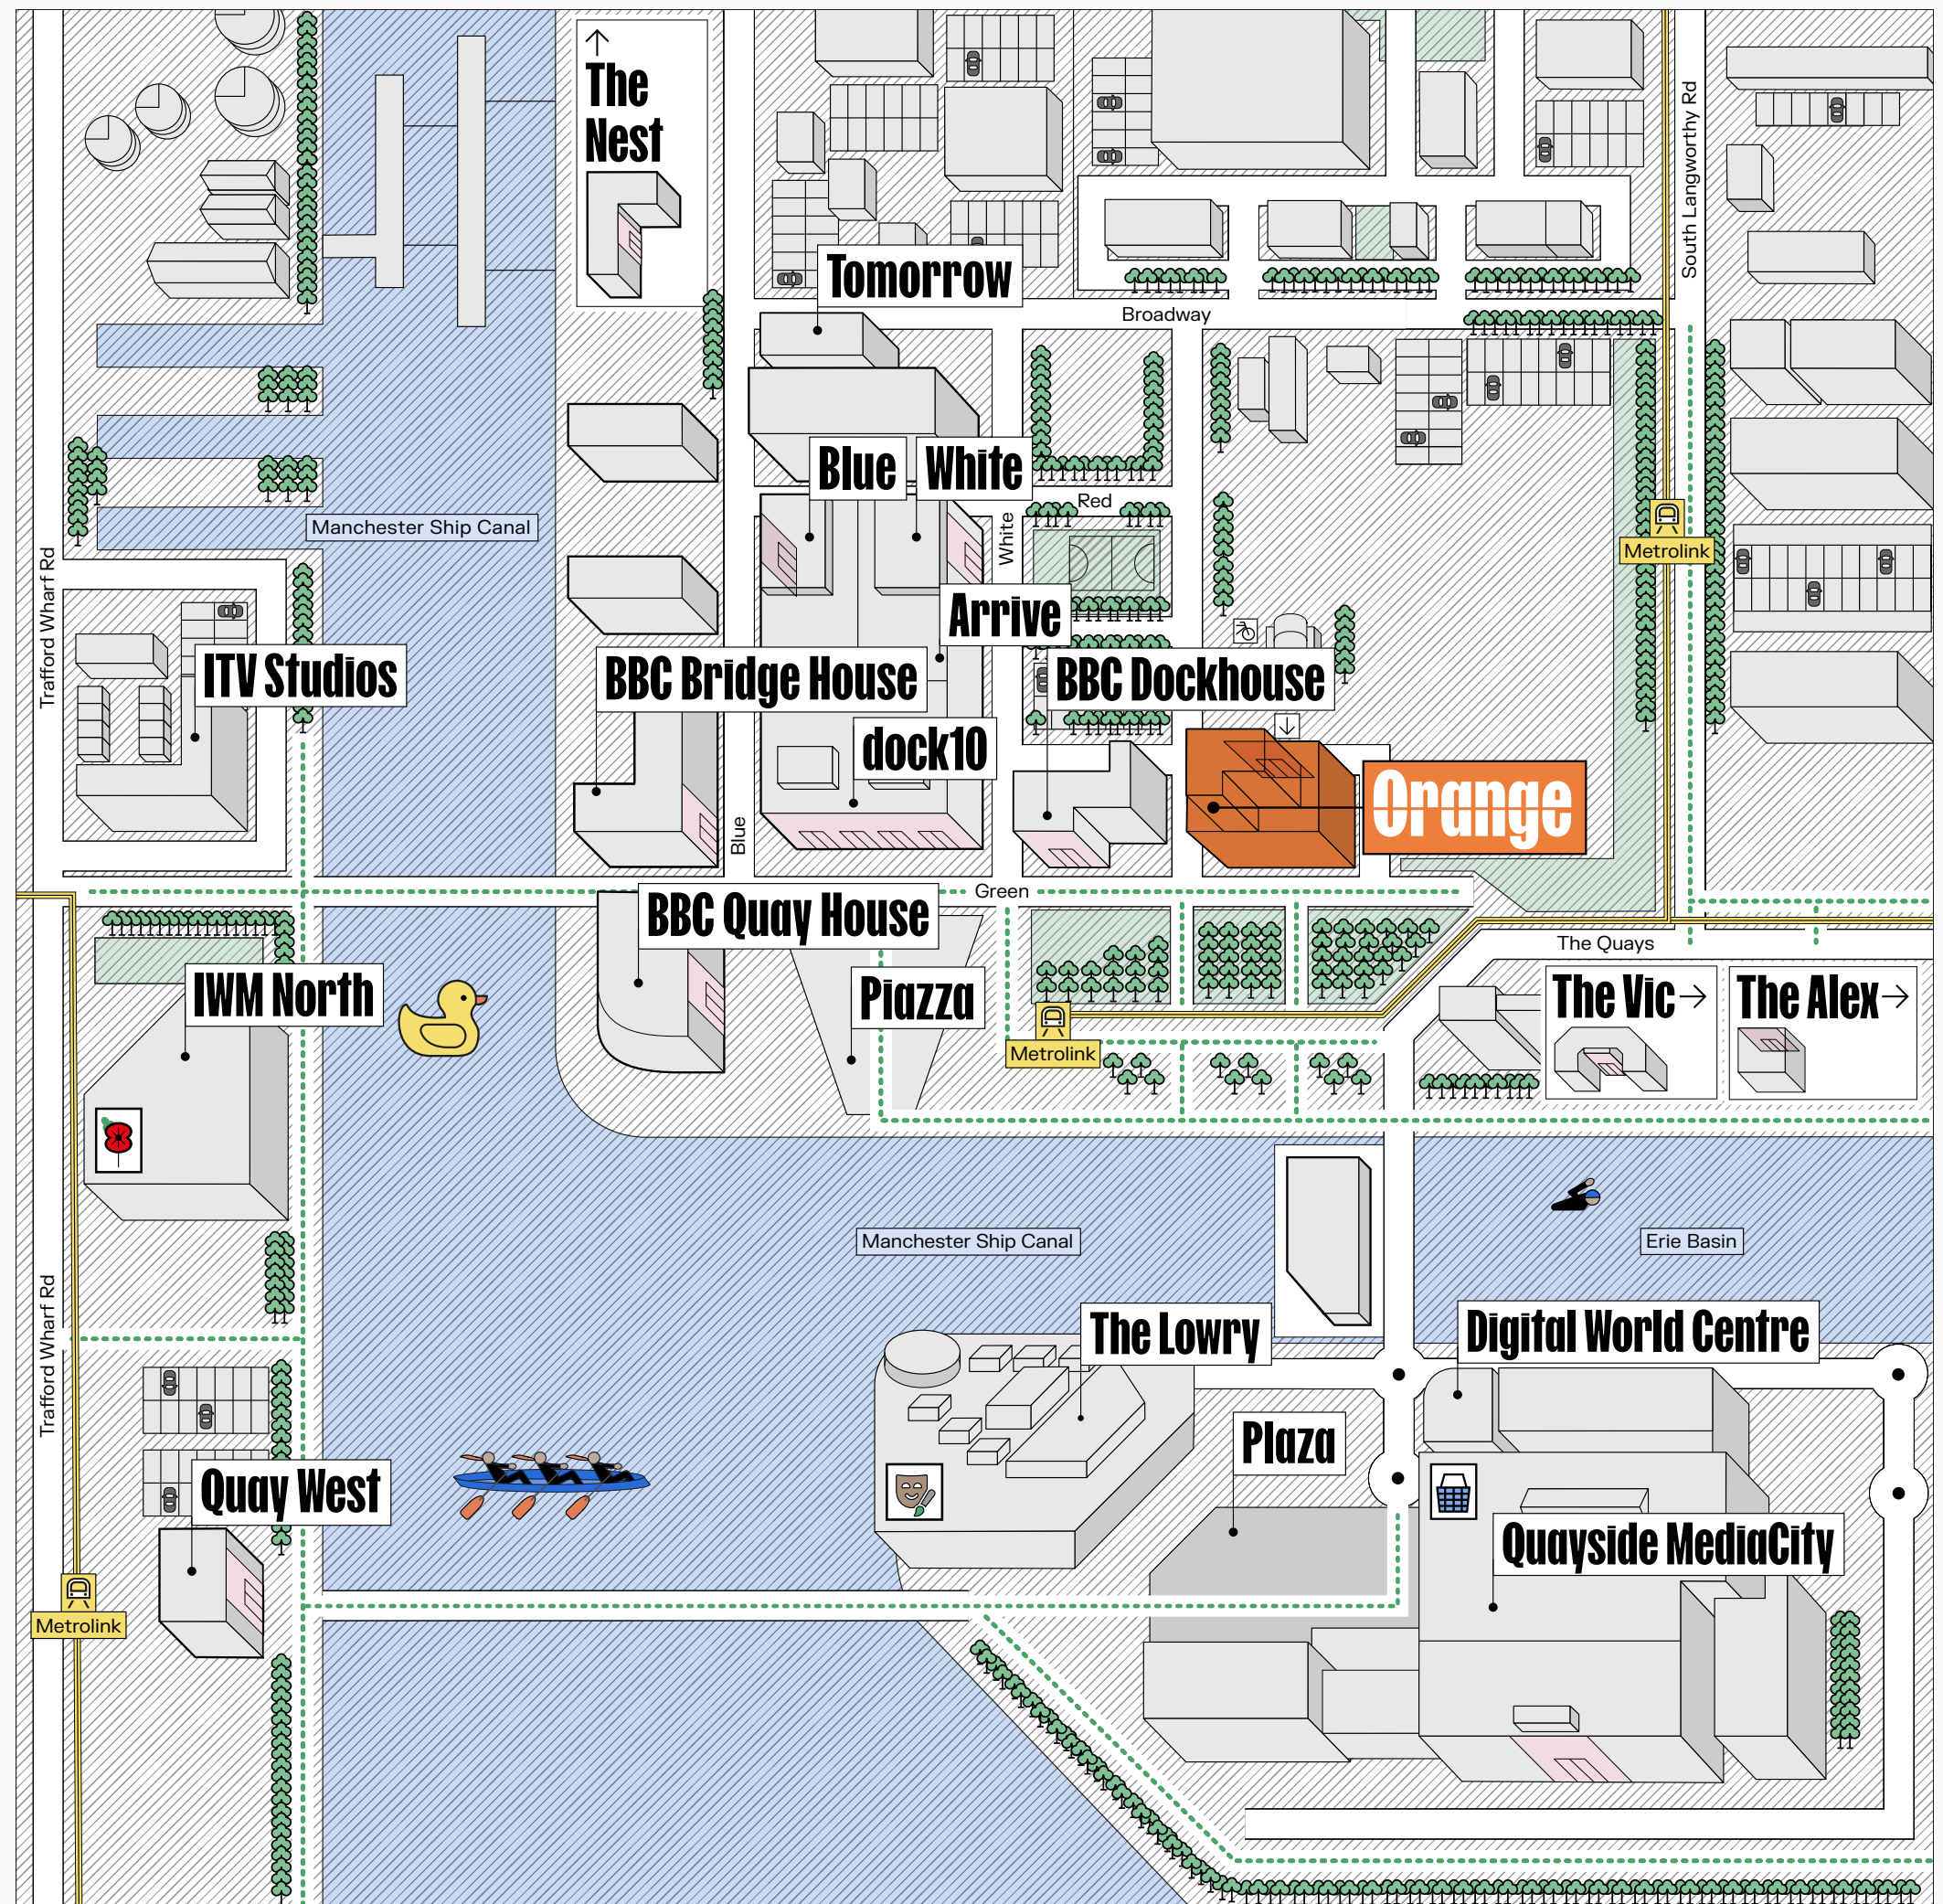 The
Nest
South Langworthy Rd
Tomorrow
Broadway
Blue
White
Red
Manchester Ship Canal
White
Metrolink
Trafford Wharf Rd
Arrive
ITV Studios
BBC Bridge House
BBC Dockhouse
dock10
Orange
Blue
Green
BBC Quay House
The Quays
IWM North
Piazza
The Vic
The Alex
Metrolink
Manchester Ship Canal
Erie Basin
Trafford Wharf Rd
The Lowry
Digital World Centre
Plaza
Quay West
Quayside MediaCity
Metrolink